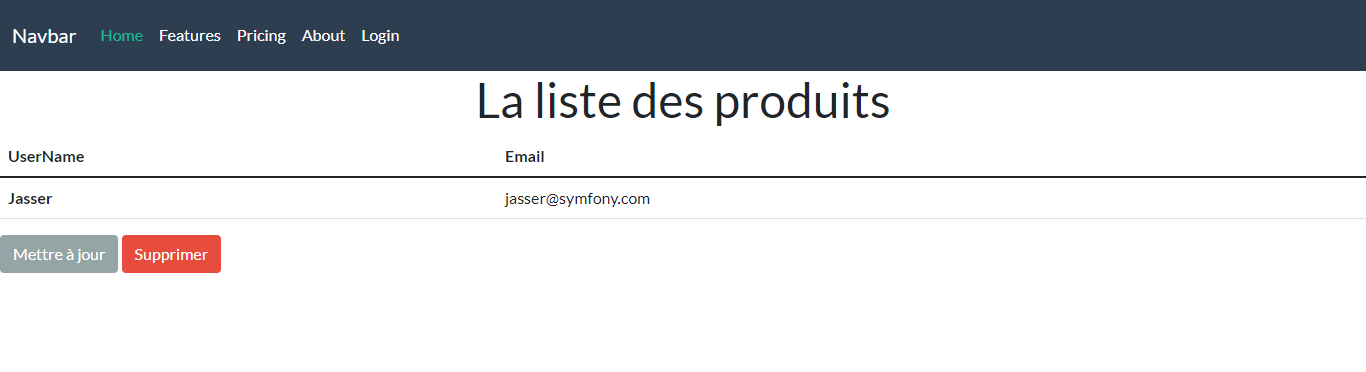 Navbar Home Features Pricing About Login
La liste des produits
UserName Email
Jasser jasser@symfony.com
Mettre à jour Supprimer